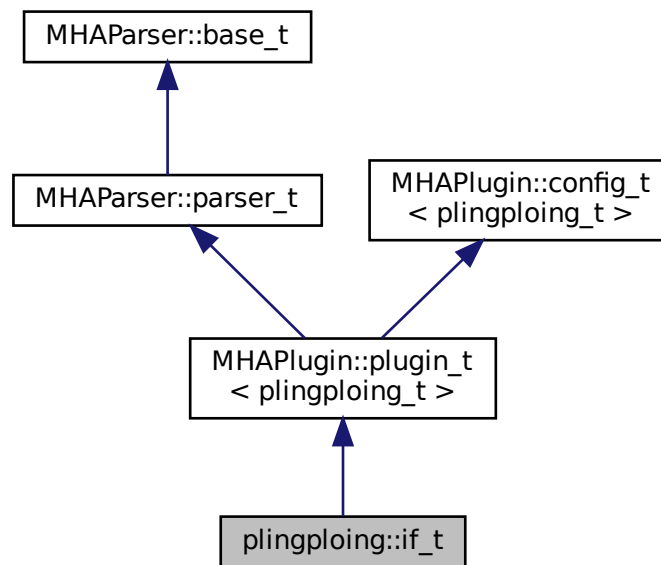 MHAParser::base_t
MHAParser::parser_t
MHAPlugin::config_t
< plingploing_t >
MHAPlugin::plugin_t
< plingploing_t >
plingploing::if_t